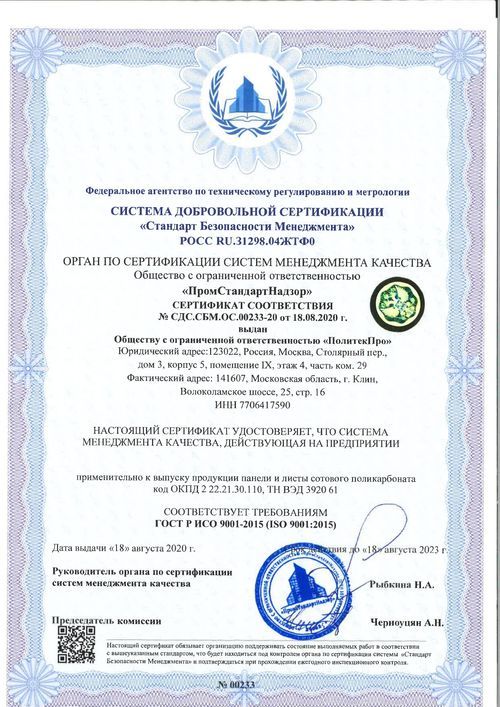 Федеральное агентство по техническому регулированию и метрологии
СИСТЕМА ДОБРОВОЛЬНОЙ СЕРТИФИКАЦИИ
«Стандарт Безопасности Менеджмента»
РОСС RU.31298.04ЖТФ0
ОРГАН ПО СЕРТИФИКАЦИИ СИСТЕМ МЕНЕДЖМЕНТА КАЧЕСТВА
Общество с ограниченной ответственностью
«ПромСтандартНадзор»
СЕРТИФИКАТ СООТВЕТСТВИЯ
№ СДС.СБМ.ОС.00233-20 от 18.08.2020 г.
выдан
Обществу с ограниченной ответственностью «ПолитекПро»
Юридический адрес:123022, Россия, Москва, Столярный пер.,
дом 3, корпус 5, помещение IX, этаж 4, часть ком. 29
Фактический адрес: 141607, Московская область, г. Клин,
Волоколамское шоссе, 25, стр. 16
ИНН 7706417590
НАСТОЯЩИЙ СЕРТИФИКАТ УДОСТОВЕРЯЕТ, ЧТО СИСТЕМА
МЕНЕДЖМЕНТА КАЧЕСТВА, ДЕЙСТВУЮЩАЯ НА ПРЕДПРИЯТИИ
применительно к выпуску продукции панели и листы сотового поликарбоната
код ОКПД 2 22.21.30.110, ТН ВЭД 3920 61
СООТВЕТСТВУЕТ ТРЕБОВАНИЯМ
ГОСТ Р ИСО 9001-2015 (ISO 9001:2015)
Дата выдачи «18» августа 2020 г. Срок действия до «18» августа 2023 г.
Руководитель органа по сертификации
систем менеджмента качества
Рыбкина Н.А.
«ПромСтандартНадзор»
Председатель комиссии Черноуцян А.Н.
Настоящий сертификат обязывает организацию поддерживать состояние выполняемых работ в соответствии
с вышеуказанным стандартом, что будет находиться под контролем органа по сертификации системы «Стандарт
Безопасности Менеджмента» и подтверждаться при прохождении ежегодного инспекционного контроля.
№ 00233